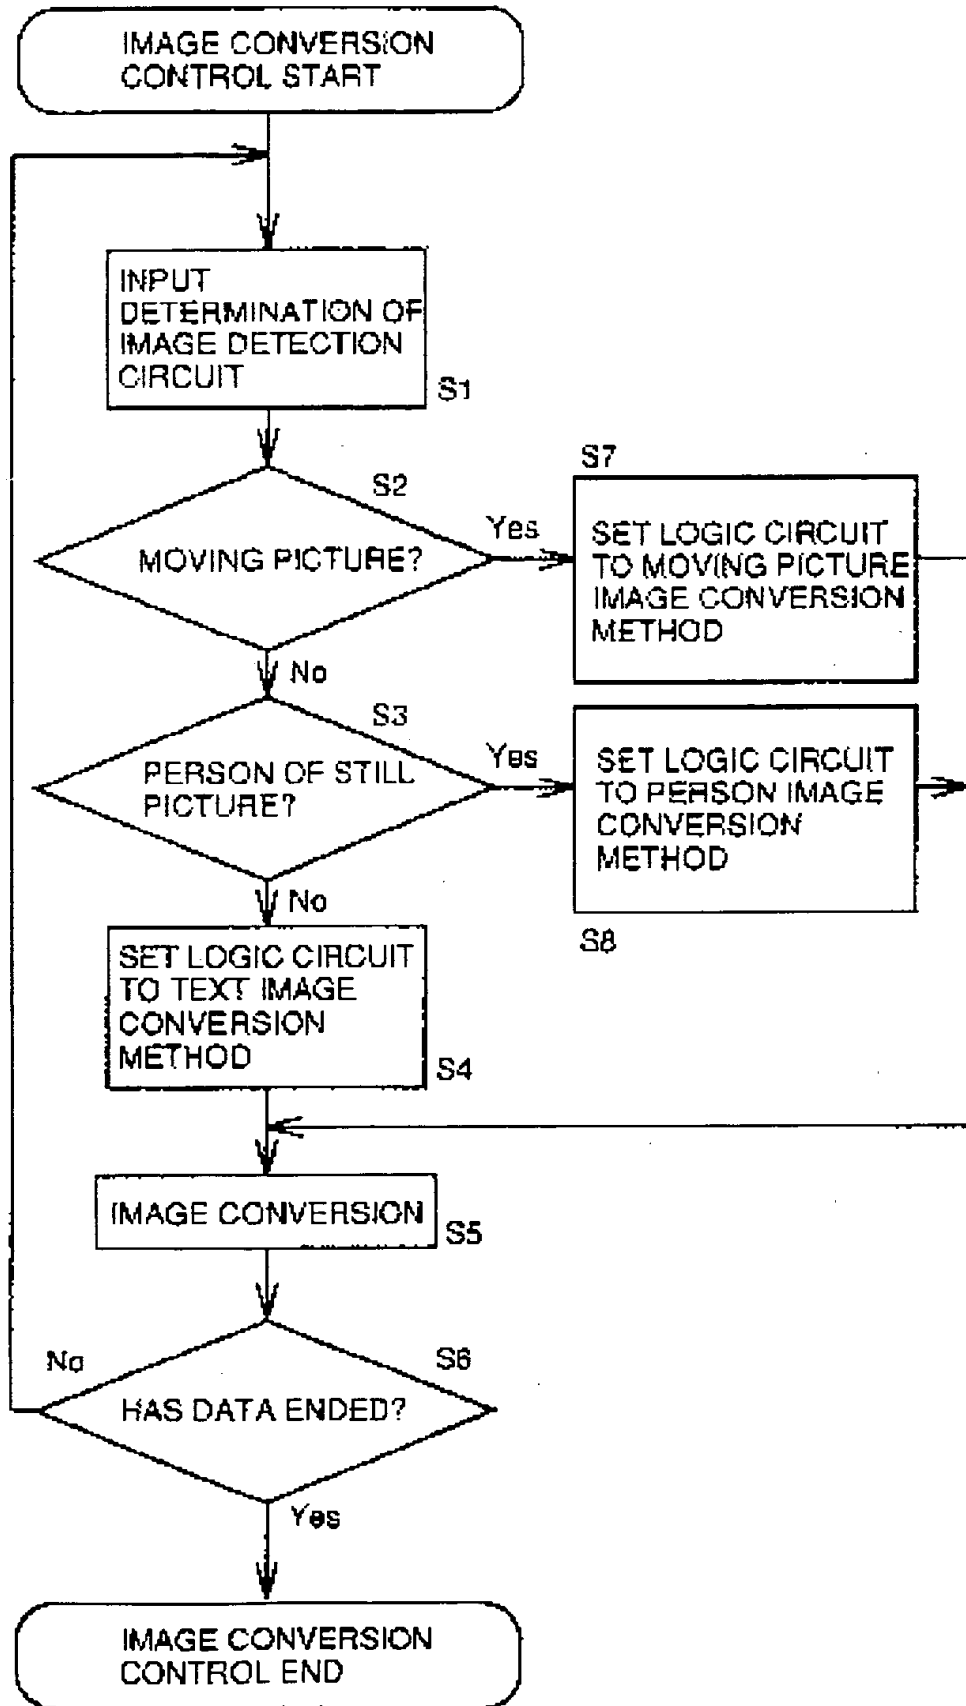 IMAGE CONVERSION
CONTROL START
INPUT
DETERMINATION OF
IMAGE DETECTION
CIRCUIT
S1
S2
MOVING PICTURE?
Yes
No
S7
SET LOGIC CIRCUIT
TO MOVING PICTURE
IMAGE CONVERSION
METHOD
S3
PERSON OF STILL
PICTURE?
Yes
No
SET LOGIC CIRCUIT
TO PERSON IMAGE
CONVERSION
METHOD
S8
SET LOGIC CIRCUIT
TO TEXT IMAGE
CONVERSION
METHOD
S4
IMAGE CONVERSION
S5
No
S6
HAS DATA ENDED?
Yes
IMAGE CONVERSION
CONTROL END